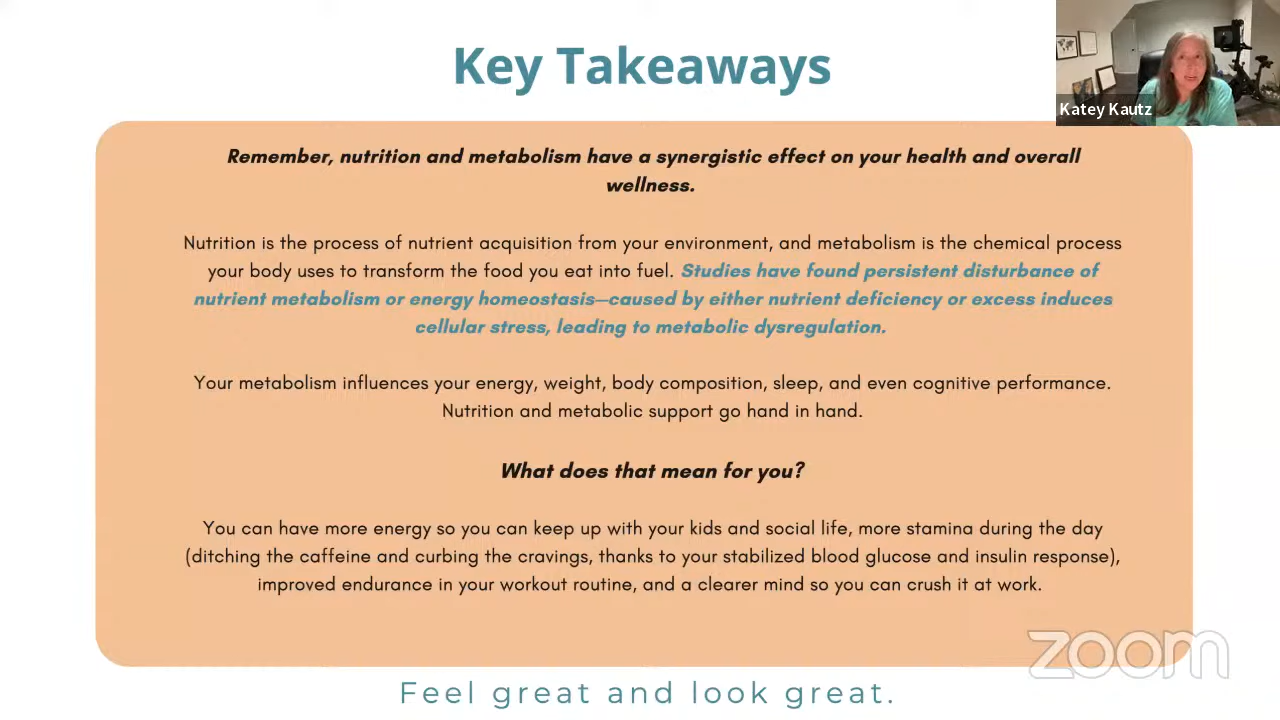 Key Takeaways
Katey Kautz
Remember, nutrition and metabolism have a synergistic effect on your health and overall
wellness.
Nutrition is the process of nutrient acquisition from your environment, and metabolism is the chemical process
your body uses to transform the food you eat into fuel. Studies have found persistent disturbance of
nutrient metabolism or energy homeostasis—caused by either nutrient deficiency or excess induces
cellular stress, leading to metabolic dysregulation.
Your metabolism influences your energy, weight, body composition, sleep, and even cognitive performance.
Nutrition and metabolic support go hand in hand.
What does that mean for you?
You can have more energy so you can keep up with your kids and social life, more stamina during the day
(ditching the caffeine and curbing the cravings, thanks to your stabilized blood glucose and insulin response),
improved endurance in your workout routine, and a clearer mind so you can crush it at work.
zoom
Feel great and look great.